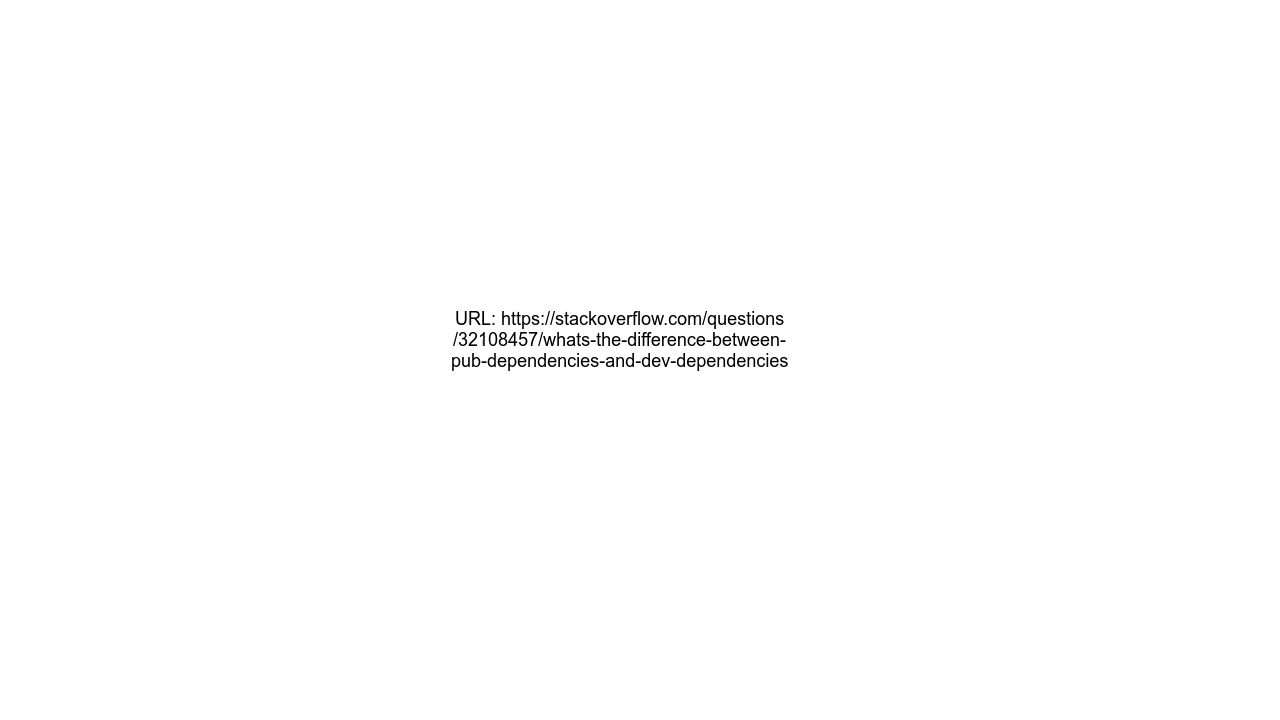 URL: https://stackoverflow.com/questions
/32108457/whats-the-difference-between-
pub-dependencies-and-dev-dependencies